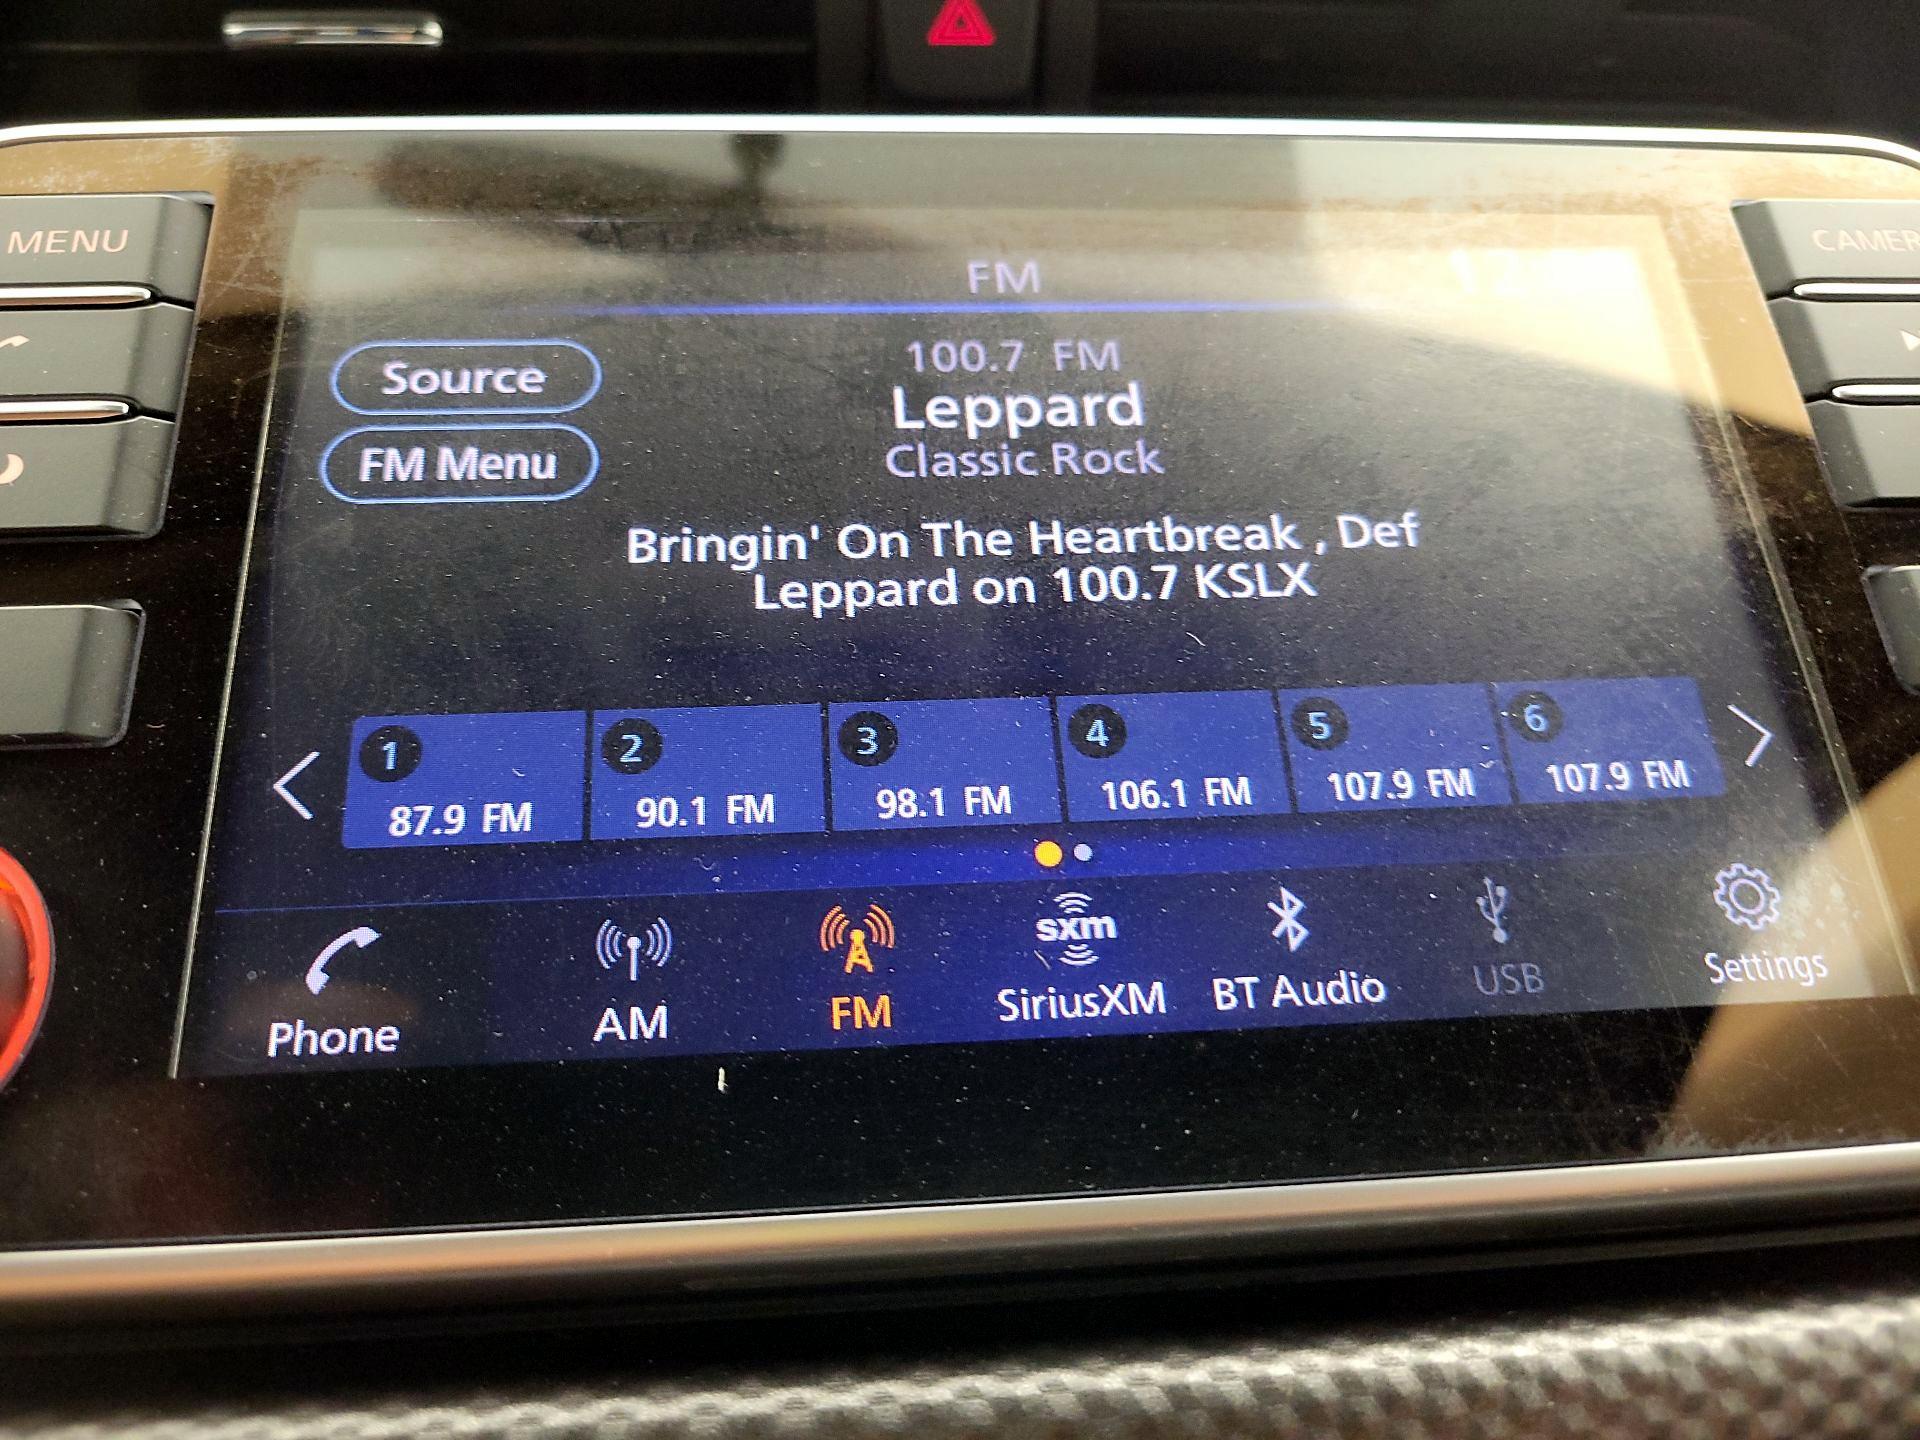 MENU
CAMER
FM
Source
100.7 FM
Leppard
FM Menu
Classic Rock
Bringin' On The Heartbreak , Def
Leppard on 100.7 KSLX
1
2
3
4
5
6
87.9 FM
90.1 FM
98.1 FM
106.1 FM
107.9 FM
107.9 FM
sxm
Phone
AM
FM
SiriusXM
BT Audio
USB
Settings